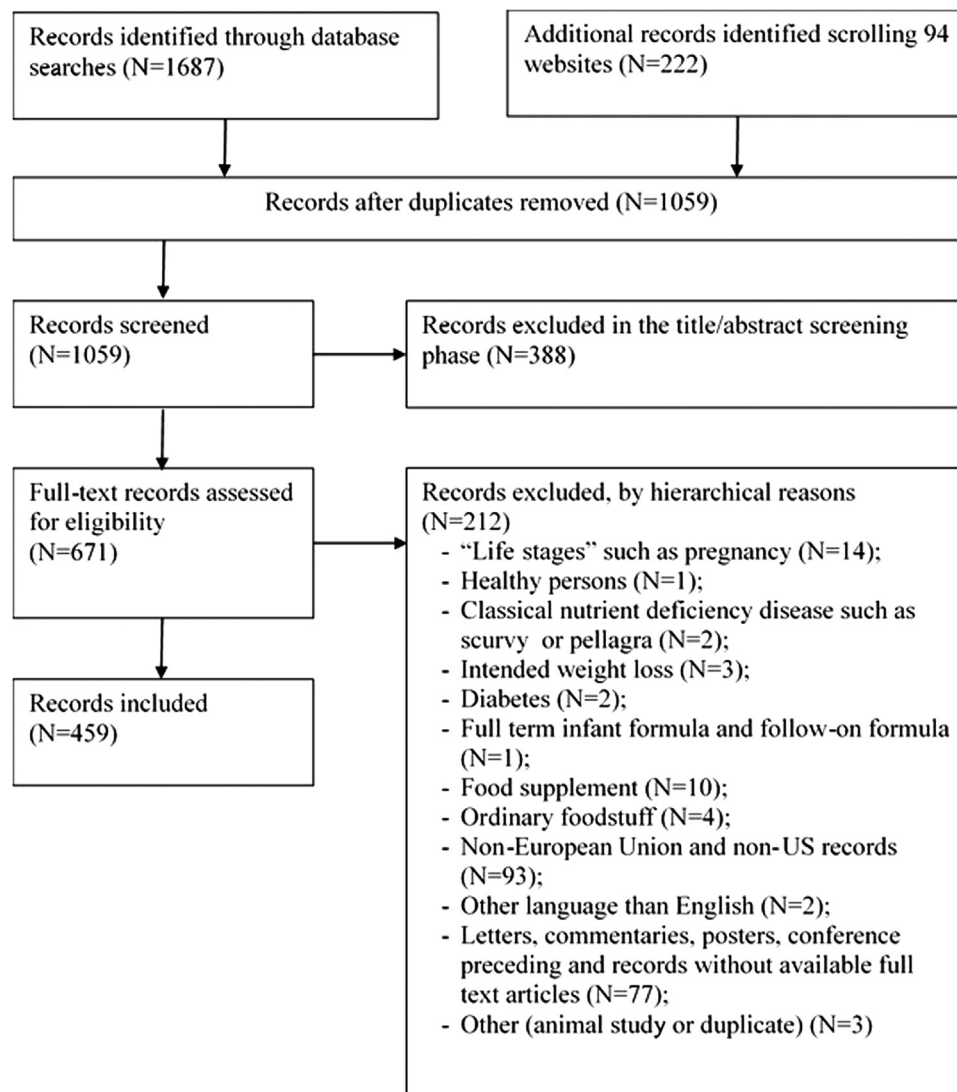 Records identified through database
searches (N=1687)
Additional records identified scrolling 94
websites (N=222)
Records after duplicates removed (N=1059)
Records screened
(N=1059)
Records excluded in the title/abstract screening
phase (N=388)
Full-text records assessed
for eligibility
(N=671)
Records excluded, by hierarchical reasons
(N=212)
- “Life stages” such as pregnancy (N=14);
- Healthy persons (N=1);
- Classical nutrient deficiency disease such as
scurvy or pellagra (N=2);
- Intended weight loss (N=3);
- Diabetes (N=2);
- Full term infant formula and follow-on formula
(N=1);
- Food supplement (N=10);
- Ordinary foodstuff (N=4);
- Non-European Union and non-US records
(N=93);
- Other language than English (N=2);
- Letters, commentaries, posters, conference
preceding and records without available full
text articles (N=77);
- Other (animal study or duplicate) (N=3)
Records included
(N=459)